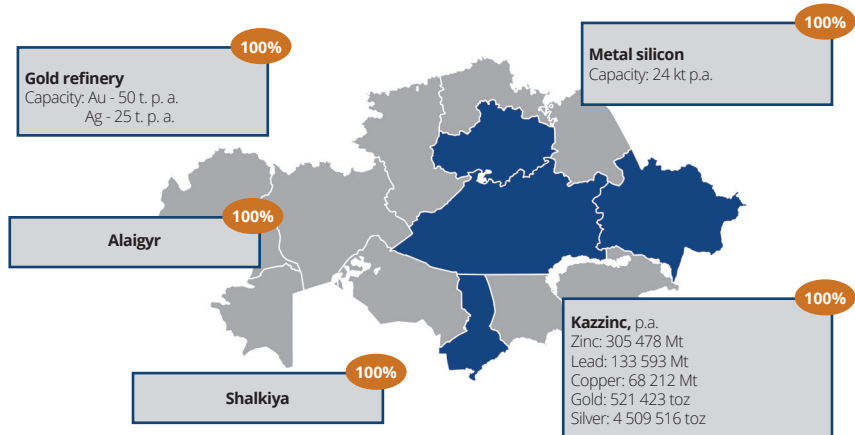 100%
Gold refinery
Capacity: Au - 50 t. p. a.
Ag - 25 t. p. a.
100%
Metal silicon
Capacity: 24 kt p.a.
100%
Alaigyr
100%
Shalkiya
100%
Kazzinc, p.a.
Zinc: 305 478 Mt
Lead: 133 593 Mt
Copper: 68 212 Mt
Gold: 521 423 toz
Silver: 4 509 516 toz